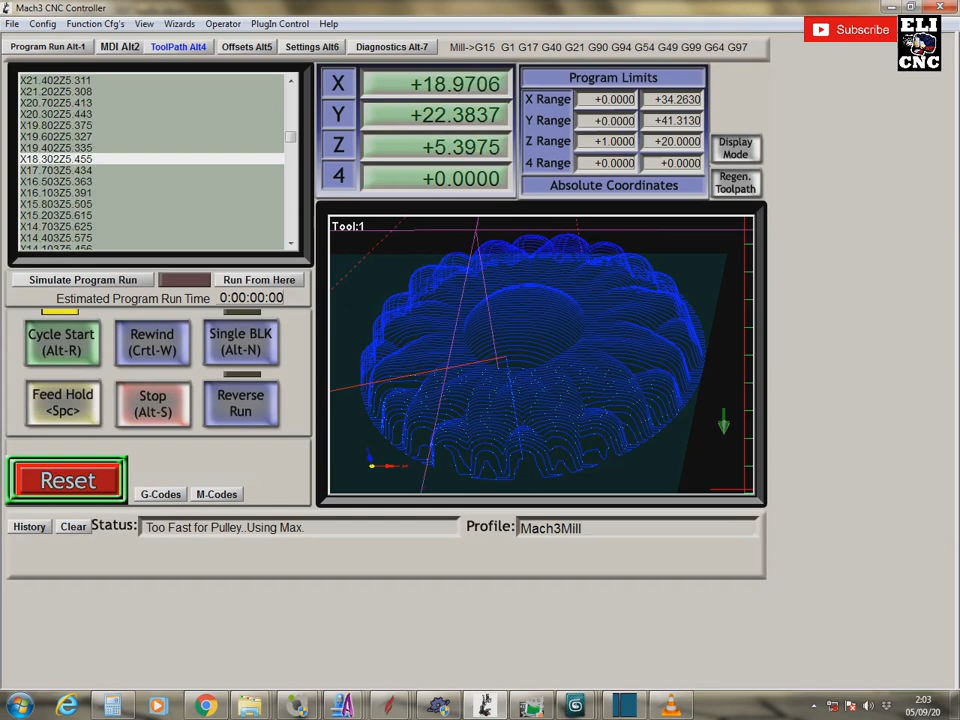 Mach3 CNC Controller
File Config Function Cfg's View Wizards Operator PlugIn Control Help
Subscribe
ELI CNC
Program Run Alt-1 MDI Alt2 ToolPath Alt4 Offsets Alt5 Settings Alt6 Diagnostics Alt-7 Mill->G15 G1 G17 G40 G21 G90 G94 G54 G49 G99 G64 G97
X21.402Z5.311
X21.202Z5.308
X20.702Z5.413
X20.302Z5.443
X19.802Z5.375
X19.602Z5.327
X19.402Z5.335
X18.302Z5.455
X17.703Z5.434
X16.503Z5.363
X16.103Z5.391
X15.803Z5.505
X15.203Z5.615
X14.703Z5.625
X14.403Z5.575
X14.103Z5.456
X +18.9706
Y +22.3837
Z +5.3975
4 +0.0000
Program Limits
X Range +0.0000 +34.2630
Y Range +0.0000 +41.3130
Z Range +1.0000 +20.0000
4 Range +0.0000 +0.0000
Absolute Coordinates
Display Mode
Regen. Toolpath
Tool:1
Simulate Program Run Run From Here
Estimated Program Run Time 0:00:00:00
Cycle Start (Alt-R)
Rewind (Crtl-W)
Single BLK (Alt-N)
Feed Hold <Spc>
Stop (Alt-S)
Reverse Run
Reset
G-Codes M-Codes
History Clear Status: Too Fast for Pulley..Using Max. Profile: Mach3Mill
2:03
05/09/20